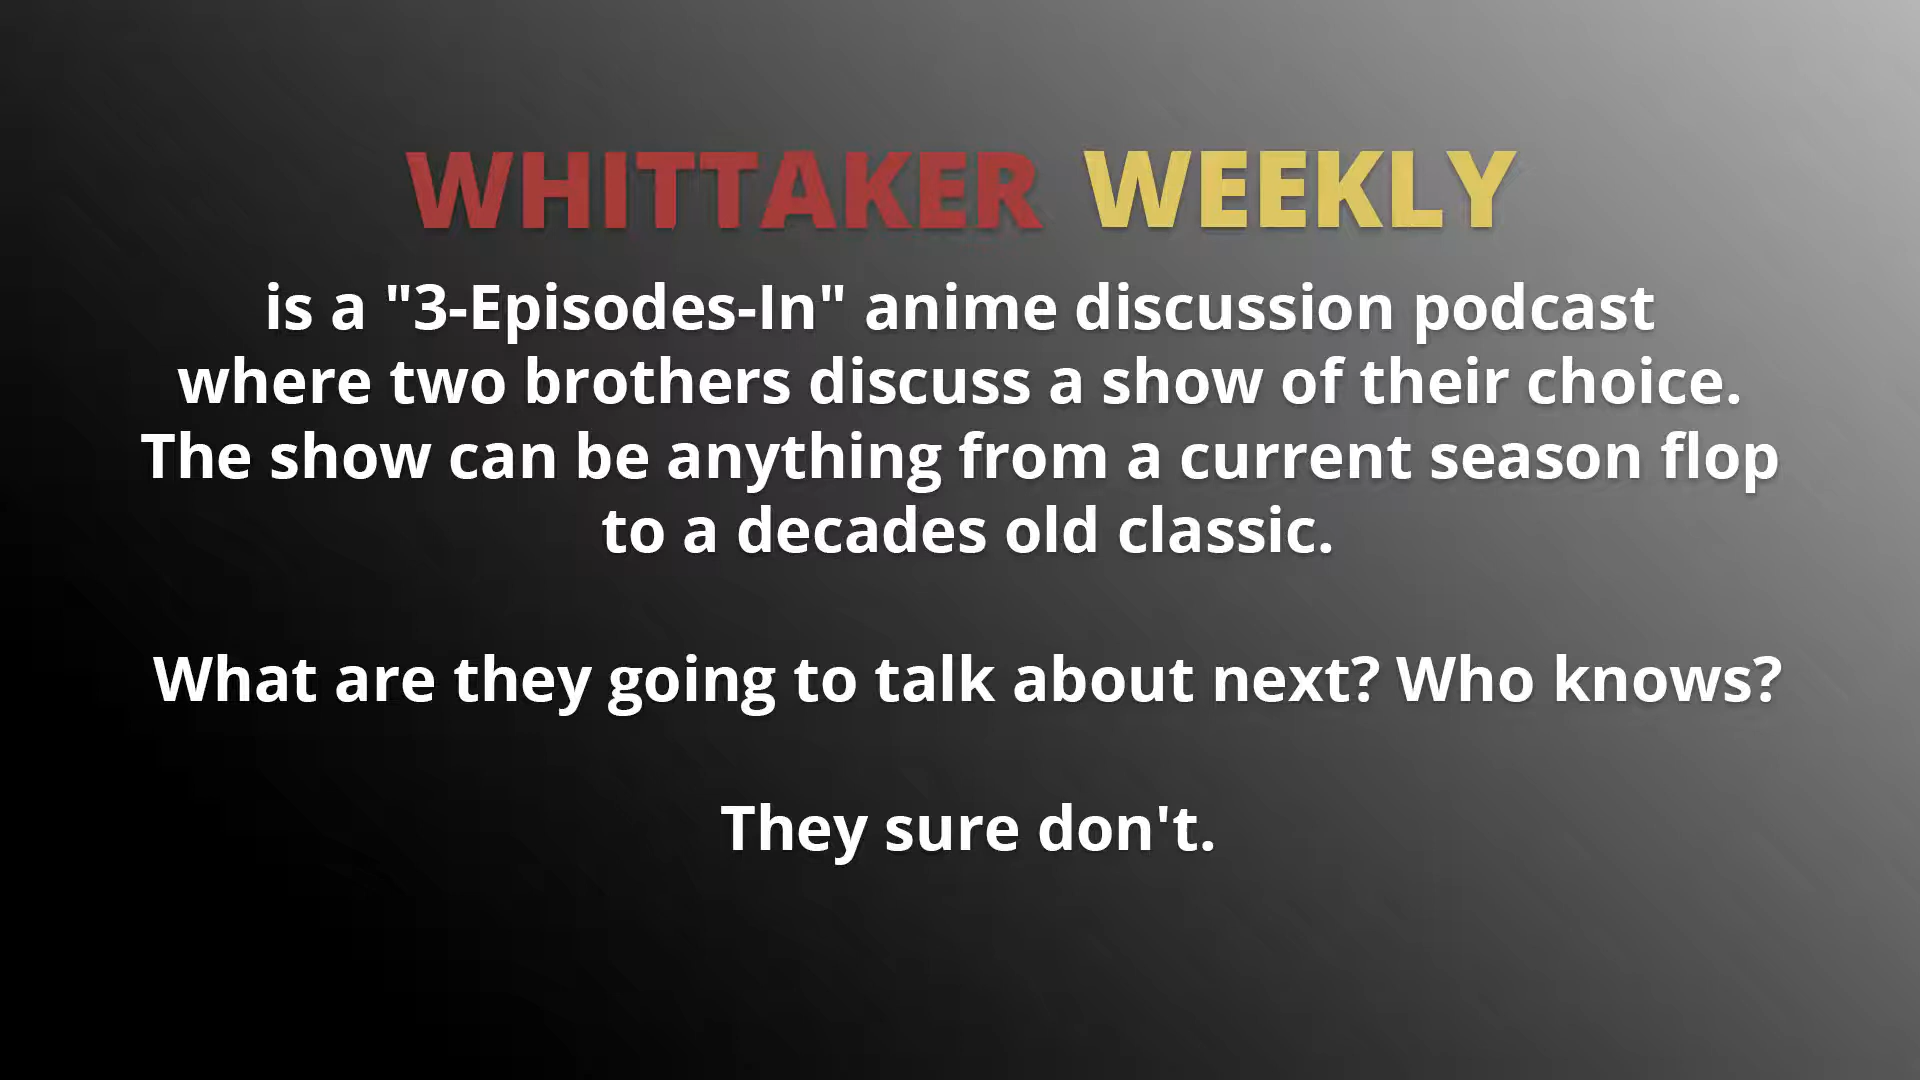 WHITTAKER WEEKLY
is a "3-Episodes-In" anime discussion podcast
where two brothers discuss a show of their choice.
The show can be anything from a current season flop
to a decades old classic.
What are they going to talk about next? Who knows?
They sure don't.